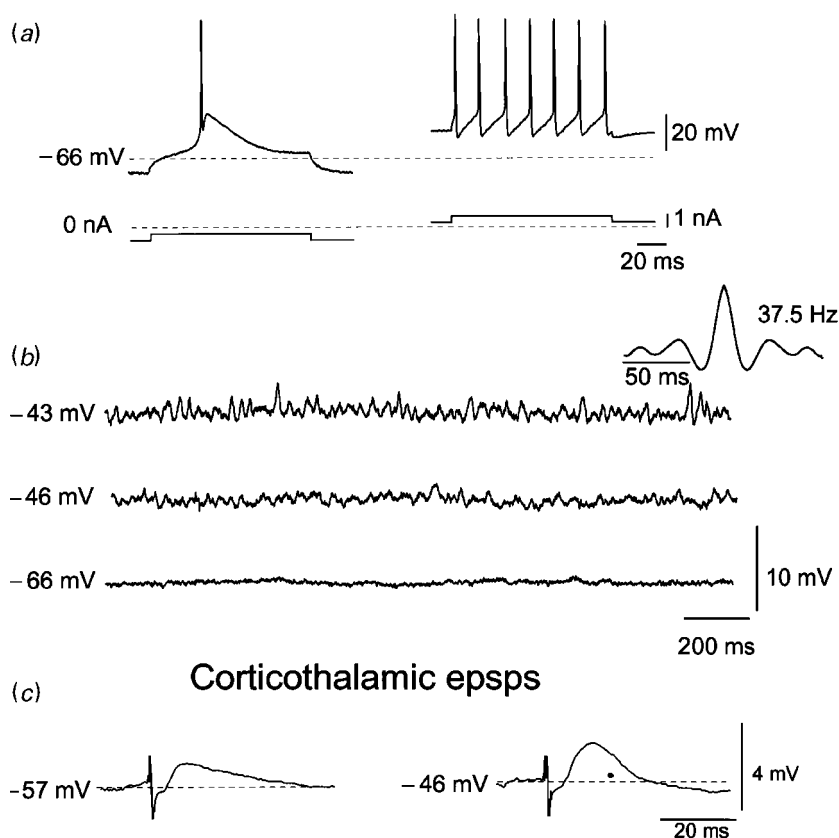 (a)
20 mV
−66 mV
0 nA
1 nA
20 ms
37.5 Hz
(b)
50 ms
−43 mV
−46 mV
−66 mV
10 mV
200 ms
Corticothalamic epsps
(c)
−57 mV
−46 mV
4 mV
20 ms